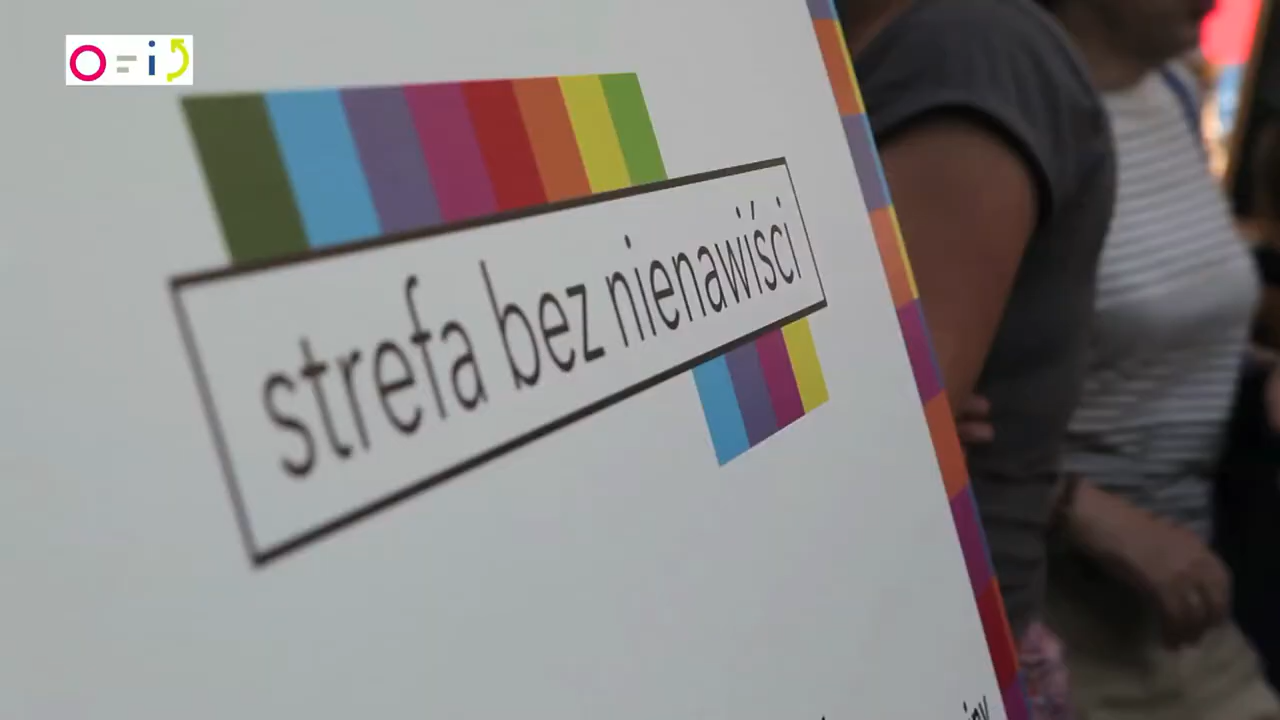 O = i
strefa bez nienawiści